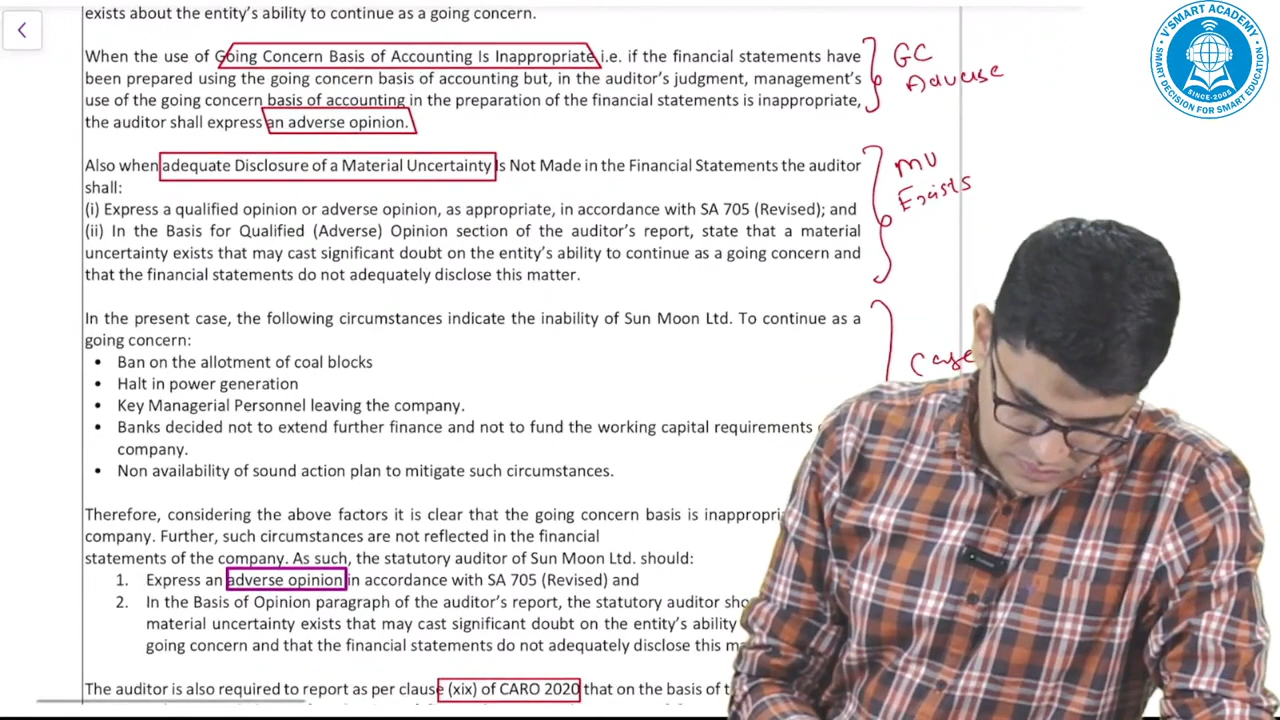 exists about the entity's ability to continue as a going concern.
When the use of Going Concern Basis of Accounting Is Inappropriate i.e. if the financial statements have
been prepared using the going concern basis of accounting but, in the auditor's judgment, management's
use of the going concern basis of accounting in the preparation of the financial statements is inappropriate,
the auditor shall express an adverse opinion.
GC
Adverse
Also when adequate Disclosure of a Material Uncertainty Is Not Made in the Financial Statements the auditor
shall:
(i) Express a qualified opinion or adverse opinion, as appropriate, in accordance with SA 705 (Revised); and
(ii) In the Basis for Qualified (Adverse) Opinion section of the auditor's report, state that a material
uncertainty exists that may cast significant doubt on the entity's ability to continue as a going concern and
that the financial statements do not adequately disclose this matter.
MU
Exists
In the present case, the following circumstances indicate the inability of Sun Moon Ltd. To continue as a
going concern:
• Ban on the allotment of coal blocks
• Halt in power generation
• Key Managerial Personnel leaving the company.
• Banks decided not to extend further finance and not to fund the working capital requirements
company.
• Non availability of sound action plan to mitigate such circumstances.
Case
Therefore, considering the above factors it is clear that the going concern basis is inappropri
company. Further, such circumstances are not reflected in the financial
statements of the company. As such, the statutory auditor of Sun Moon Ltd. should:
1. Express an adverse opinion in accordance with SA 705 (Revised) and
2. In the Basis of Opinion paragraph of the auditor's report, the statutory auditor sho
material uncertainty exists that may cast significant doubt on the entity's ability
going concern and that the financial statements do not adequately disclose this m
The auditor is also required to report as per clause (xix) of CARO 2020 that on the basis of t
V'SMART ACADEMY
SINCE-2005
SMART DECISION FOR SMART EDUCATION